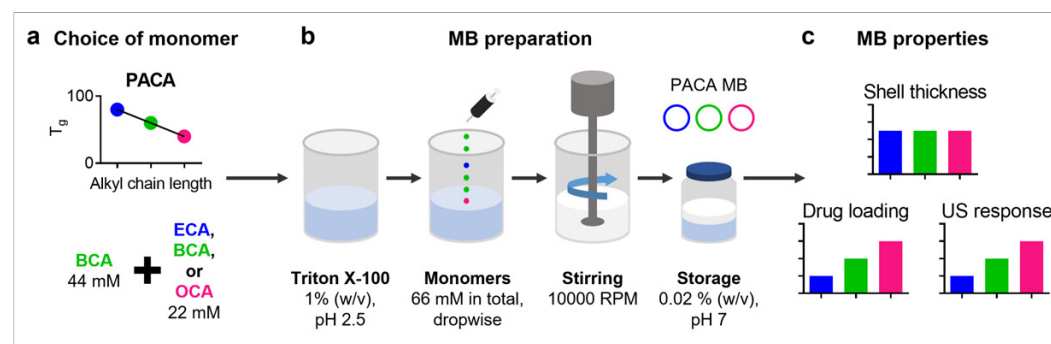 a Choice of monomer
PACA
100
Tg
0
Alkyl chain length
BCA
44 mM
+
ECA,
BCA,
or
OCA
22 mM
b MB preparation
PACA MB
Triton X-100
1% (w/v),
pH 2.5
Monomers
66 mM in total,
dropwise
Stirring
10000 RPM
Storage
0.02 % (w/v),
pH 7
c MB properties
Shell thickness
Drug loading
US response